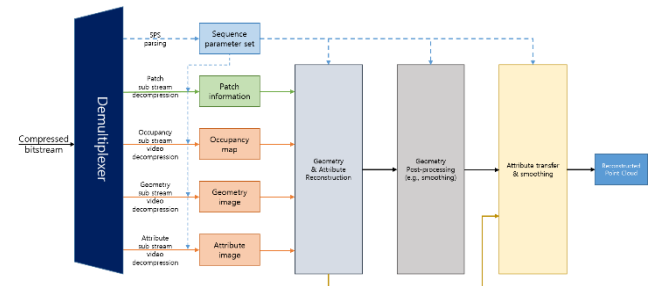 SPS
parsing
Sequence
parameter set
Patch
sub stream
decompression
Patch
information
Demultiplexer
Compressed
bitstream
Occupancy
sub stream
video
decompression
Occupancy
map
Geometry
& Attribute
Reconstruction
Geometry
Post-processing
(e.g., smoothing)
Attribute transfer
& smoothing
Reconstructed
Point Cloud
Geometry
sub stream
video
decompression
Geometry
image
Attribute
sub stream
video
decompression
Attribute
image